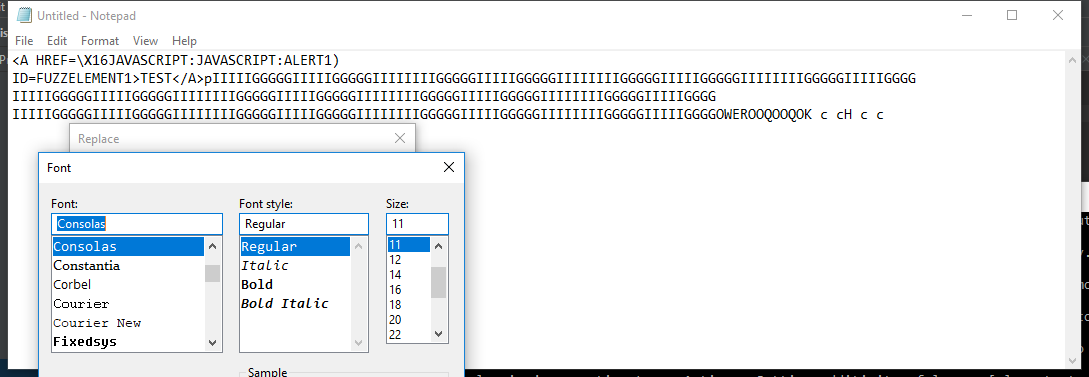 Untitled - Notepad
File Edit Format View Help
<A HREF=\X16JAVASCRIPT:JAVASCRIPT:ALERT1)
ID=FUZZELEMENT1>TEST</A>pIIIIIGGGGGIIIIIGGGGGIIIIIIIIGGGGGIIIIIGGGGGIIIIIIIIGGGGGIIIIIGGGGGIIIIIIIIGGGGGIIIIIGGGG
IIIIIGGGGGIIIIIGGGGGIIIIIIIIGGGGGIIIIIGGGGGIIIIIIIIGGGGGIIIIIGGGGGIIIIIIIIGGGGGIIIIIGGGG
IIIIIGGGGGIIIIIGGGGGIIIIIIIIGGGGGIIIIIGGGGGIIIIIIIIGGGGGIIIIIGGGGGIIIIIIIIGGGGGIIIIIGGGGOWEROOQOOQOK c cH c c
Replace
Font
Font: Font style: Size:
Consolas Regular 11
Consolas Regular 11
Constantia Italic 12
Corbel Bold 14
Courier Bold Italic 16
Courier New 18
Fixedsys 20
22
Sample